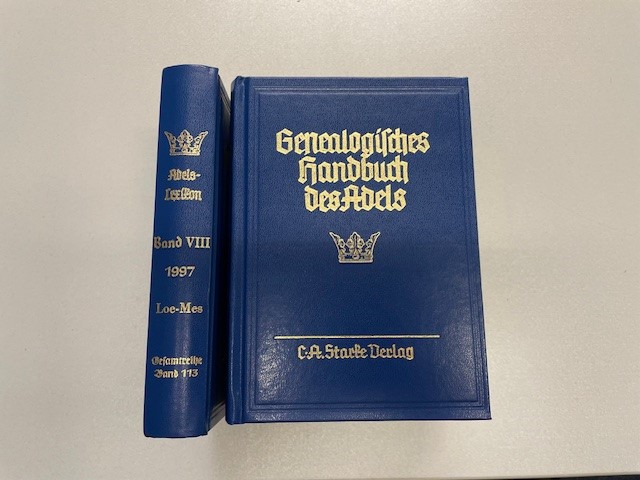 Adels-
Lexikon
Band VIII
1997
Loe-Mes
Gesamtreihe
Band 113
Genealogiſches
Handbuch
des Adels
C.A. Starke Verlag